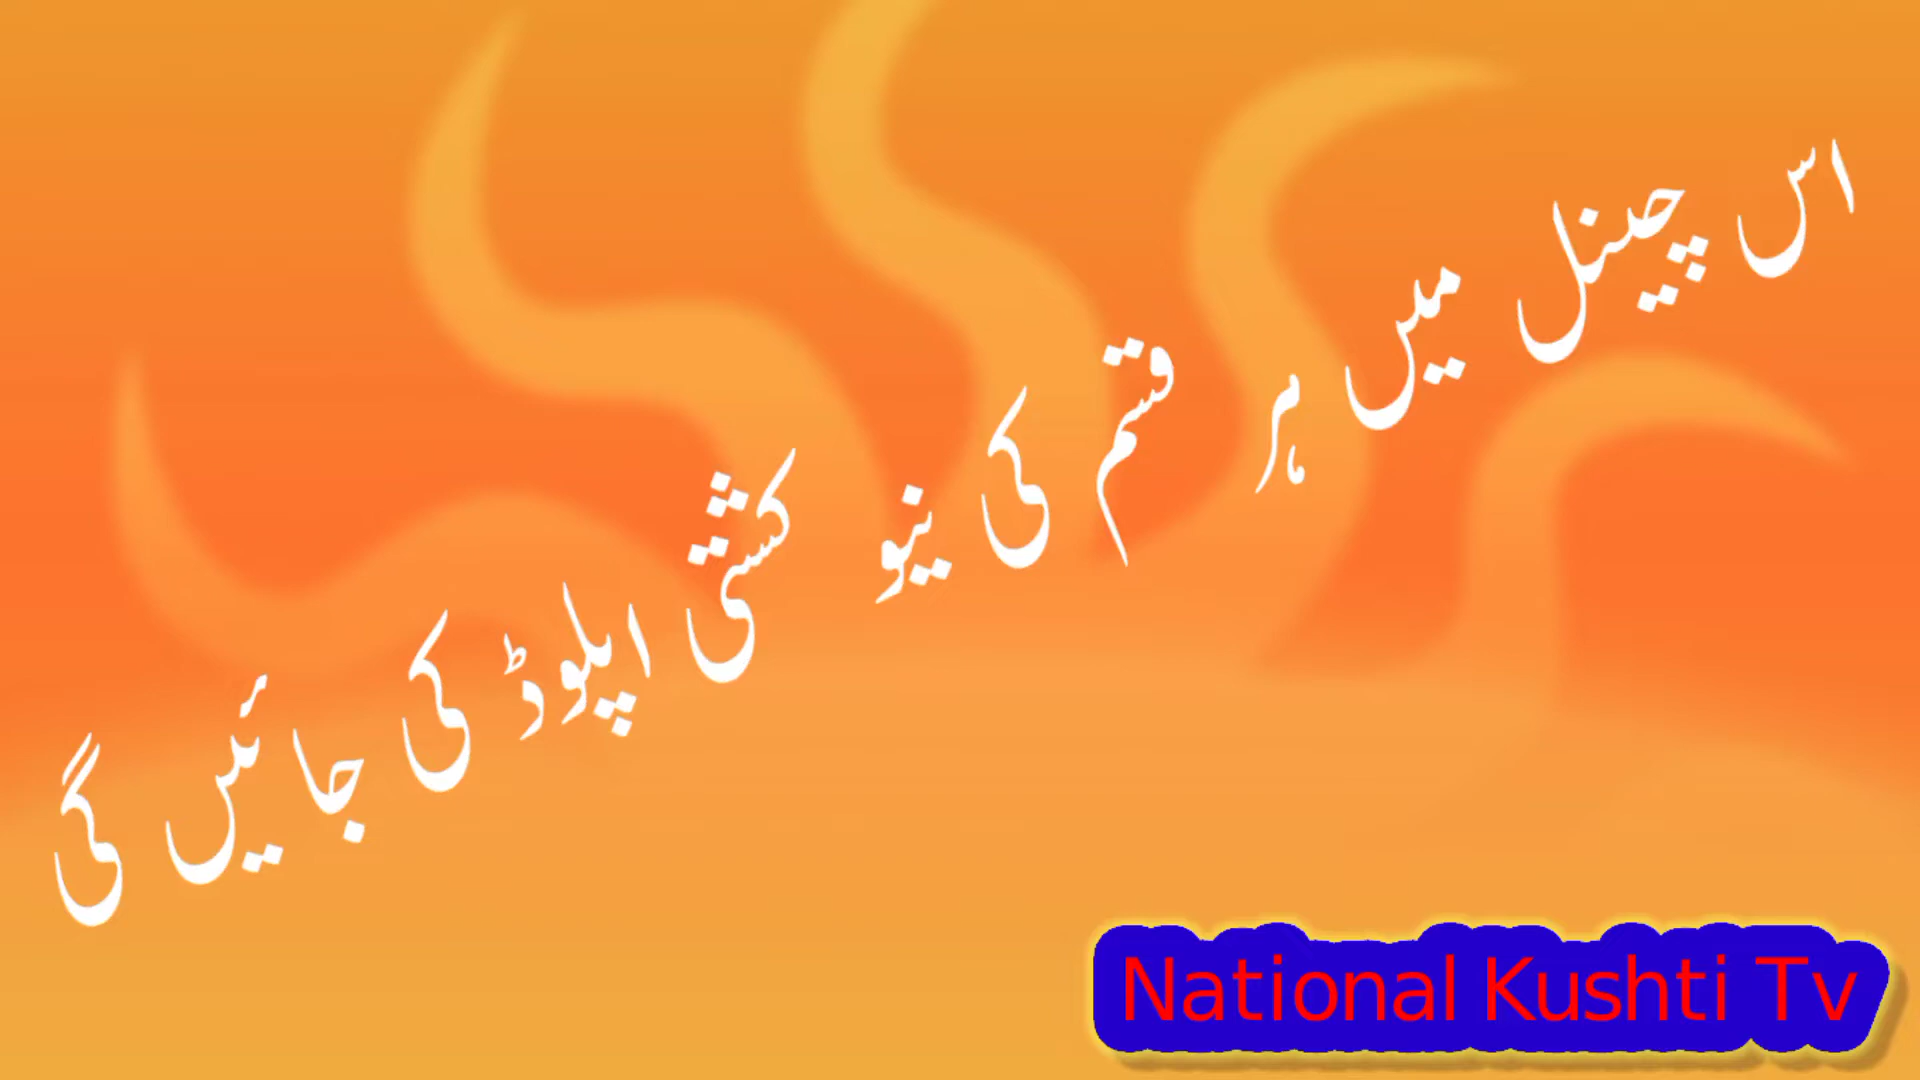 اس چینل میں ہر قسم کی نیو کشتی اپلوڈ کی جائیں گی
National Kushti Tv